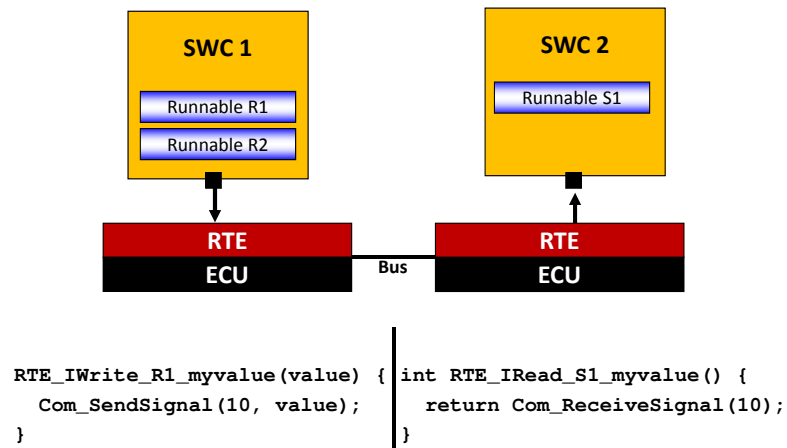 SWC 1
Runnable R1
Runnable R2
SWC 2
Runnable S1
RTE
ECU
Bus
RTE
ECU
RTE_IWrite_R1_myvalue(value) {
Com_SendSignal(10, value);
}
int RTE_IRead_S1_myvalue() {
return Com_ReceiveSignal(10);
}